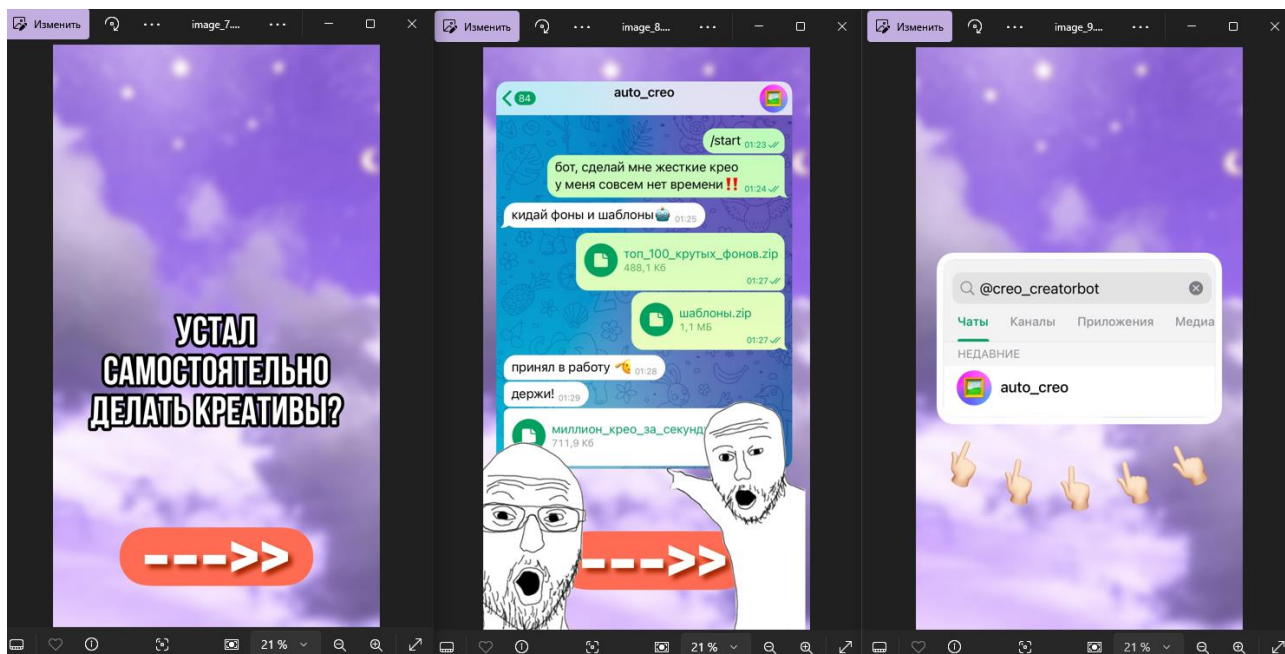 Изменить
image_7....
УСТАЛ
САМОСТОЯТЕЛЬНО
ДЕЛАТЬ КРЕАТИВЫ?
--->>
21 %
Изменить
image_8....
84
auto_creo
/start 01:23
бот, сделай мне жесткие крео
у меня совсем нет времени‼️ 01:24
кидай фоны и шаблоны🤖 01:25
топ_100_крутых_фонов.zip
488,1 Кб
01:27
шаблоны.zip
1,1 МБ
01:27
принял в работу 🫡 01:28
держи! 01:29
миллион_крео_за_секунд
711,9 Кб
--->>
21 %
Изменить
image_9....
@creo_creatorbot
Чаты Каналы Приложения Медиа
НЕДАВНИЕ
auto_creo
21 %